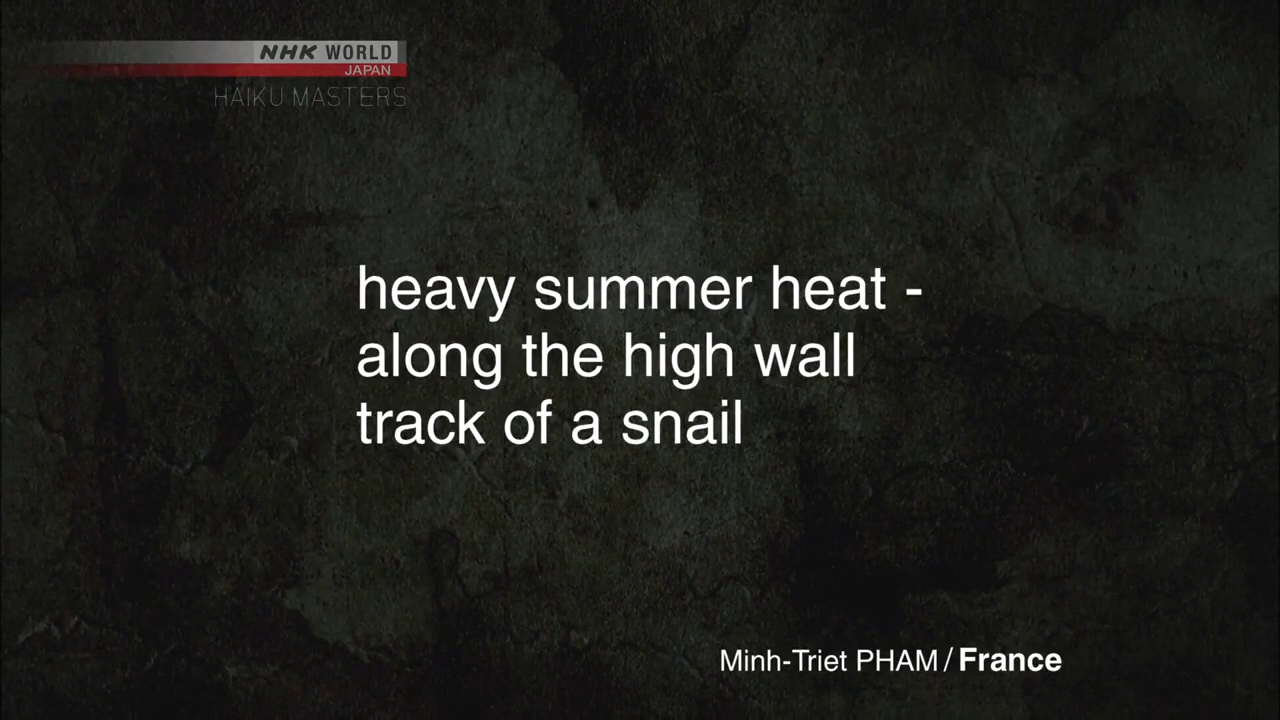 NHK WORLD
JAPAN
HAIKU MASTERS
heavy summer heat -
along the high wall
track of a snail
Minh-Triet PHAM / France